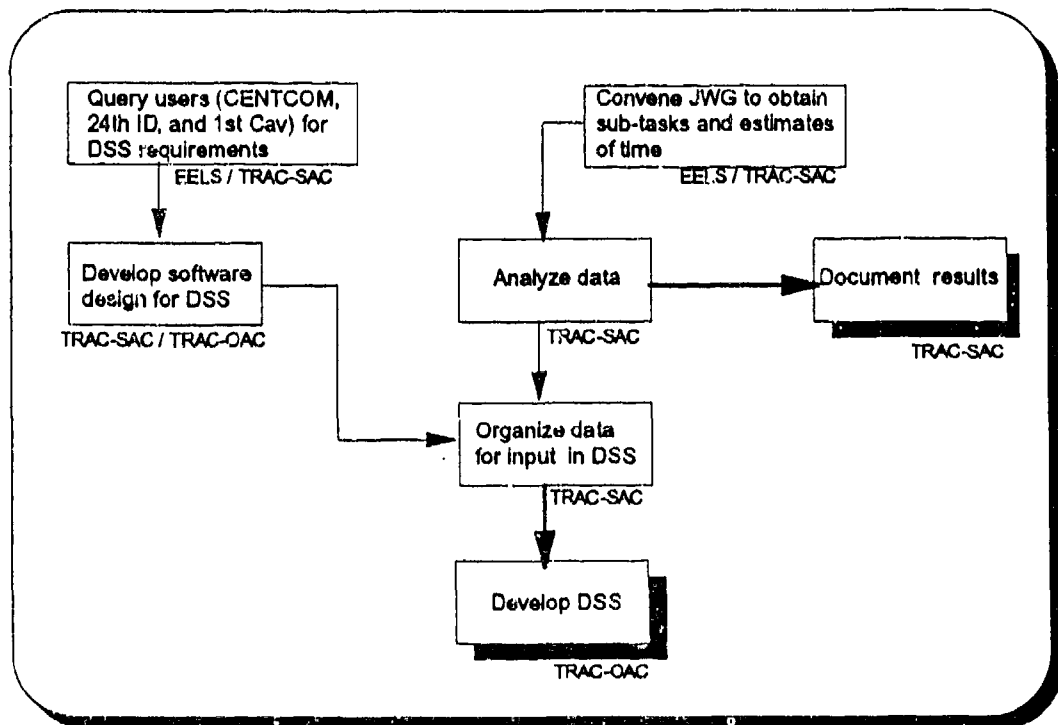 Query users (CENTCOM,
24th ID, and 1st Cav) for
DSS requirements
EELS / TRAC-SAC
Convene JWG to obtain
sub-tasks and estimates
of time
EELS / TRAC-SAC
Develop software
design for DSS
TRAC-SAC / TRAC-OAC
Analyze data
TRAC-SAC
Document results
TRAC-SAC
Organize data
for input in DSS
TRAC-SAC
Develop DSS
TRAC-OAC